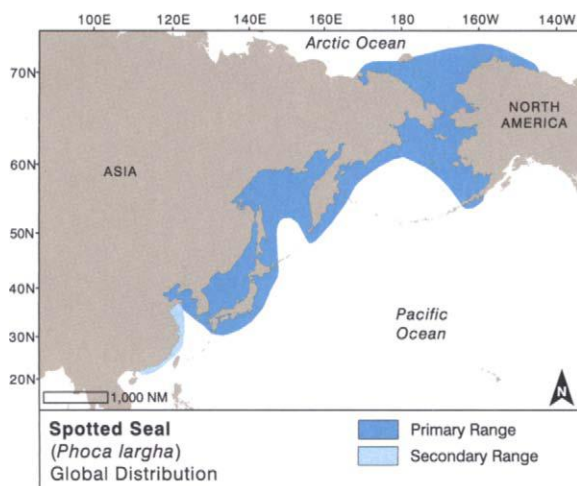 100E 120E 140E 160E 180 160W 140W
Arctic Ocean
70N
NORTH
AMERICA
ASIA
60N
50N
40N
Pacific
Ocean
30N
20N
1,000 NM
N
Spotted Seal
(Phoca largha)
Global Distribution
Primary Range
Secondary Range